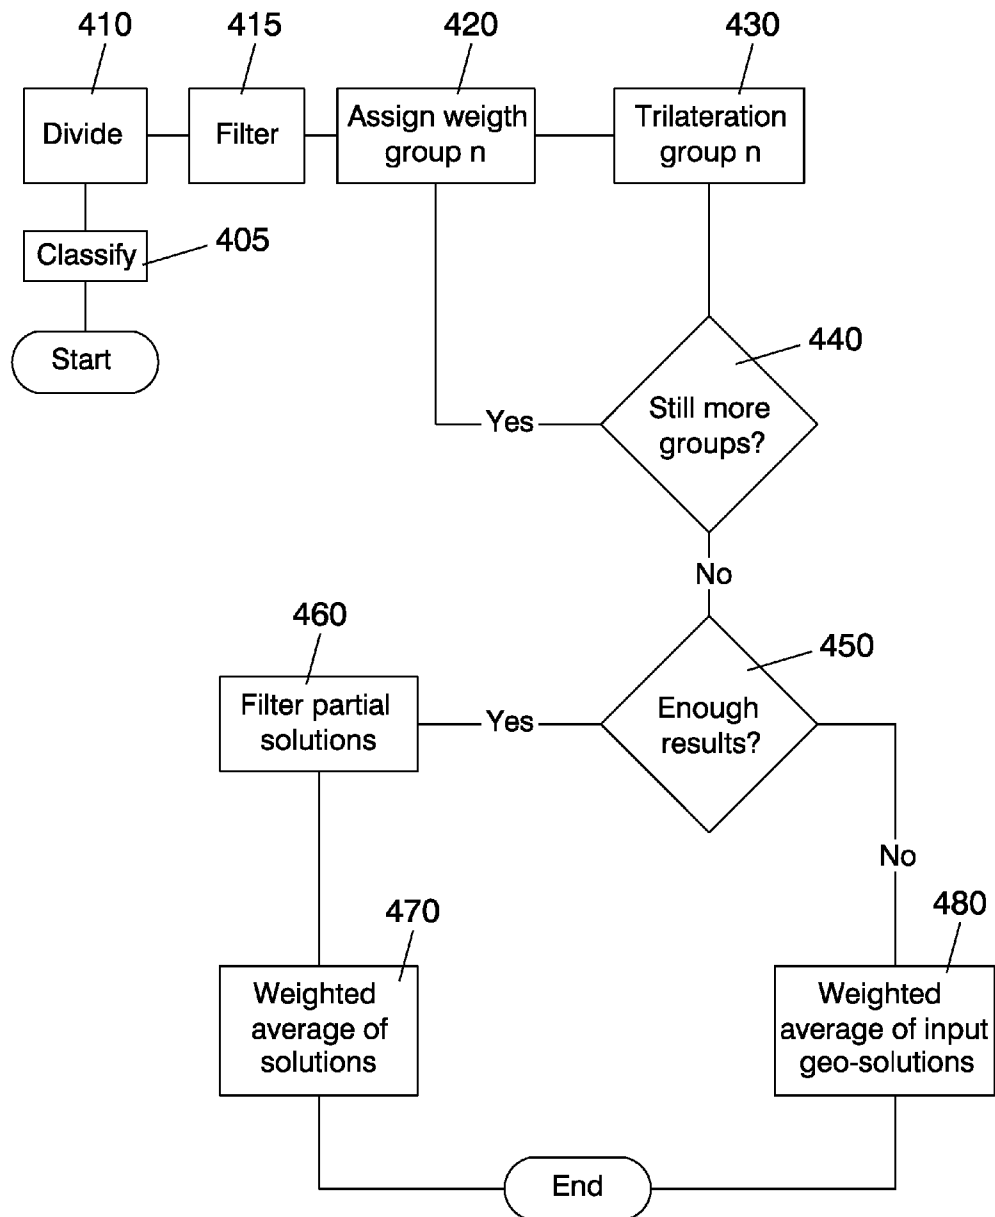 410
415
420
430
Divide
Filter
Assign weigth
group n
Trilateration
group n
Classify
405
Start
440
Still more
groups?
Yes
No
460
450
Filter partial
solutions
Yes
Enough
results?
No
470
480
Weighted
average of
solutions
Weighted
average of input
geo-solutions
End